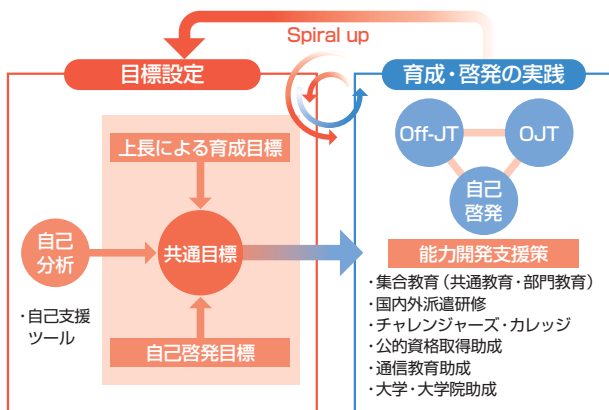 Spiral up
目標設定
上長による育成目標
自己
分析
共通目標
・自己支援
ツール
自己啓発目標
育成・啓発の実践
Off-JT
OJT
自己
啓発
能力開発支援策
・集合教育（共通教育・部門教育）
・国内外派遣研修
・チャレンジャーズ・カレッジ
・公的資格取得助成
・通信教育助成
・大学・大学院助成